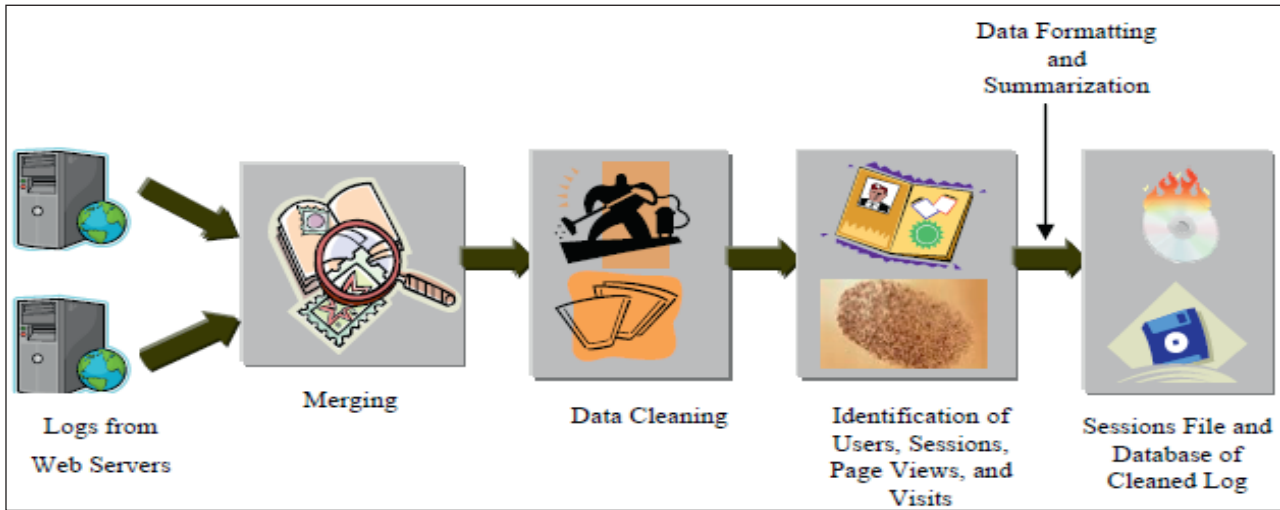 Data Formatting
and
Summarization
Logs from
Web Servers
Merging
Data Cleaning
Identification of
Users, Sessions,
Page Views, and
Visits
Sessions File and
Database of
Cleaned Log